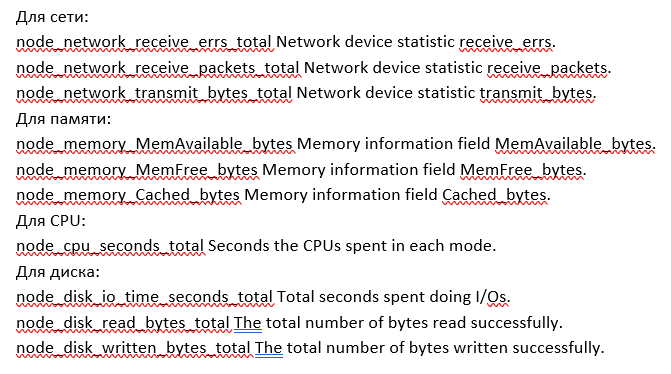 Для сети:
node_network_receive_errs_total Network device statistic receive_errs.
node_network_receive_packets_total Network device statistic receive_packets.
node_network_transmit_bytes_total Network device statistic transmit_bytes.
Для памяти:
node_memory_MemAvailable_bytes Memory information field MemAvailable_bytes.
node_memory_MemFree_bytes Memory information field MemFree_bytes.
node_memory_Cached_bytes Memory information field Cached_bytes.
Для CPU:
node_cpu_seconds_total Seconds the CPUs spent in each mode.
Для диска:
node_disk_io_time_seconds_total Total seconds spent doing I/Os.
node_disk_read_bytes_total The total number of bytes read successfully.
node_disk_written_bytes_total The total number of bytes written successfully.